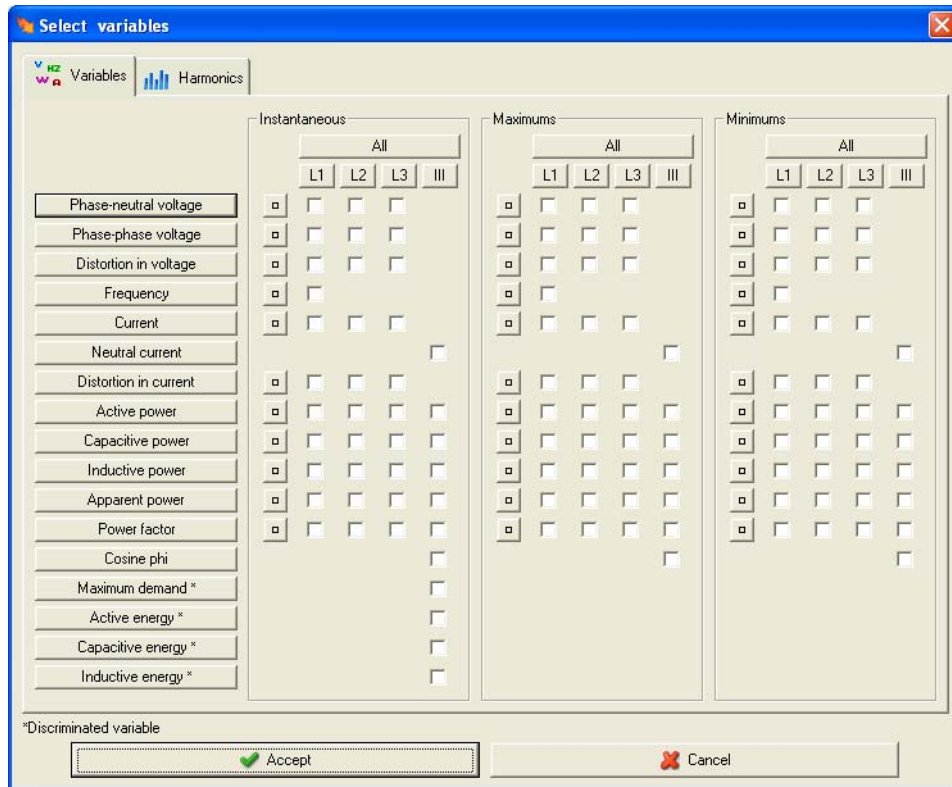 Select variables
V HZ W A Variables Harmonics
Instantaneous Maximums Minimums
All All All
L1 L2 L3 III L1 L2 L3 III L1 L2 L3 III
Phase-neutral voltage
Phase-phase voltage
Distortion in voltage
Frequency
Current
Neutral current
Distortion in current
Active power
Capacitive power
Inductive power
Apparent power
Power factor
Cosine phi
Maximum demand *
Active energy *
Capacitive energy *
Inductive energy *
*Discriminated variable
Accept Cancel